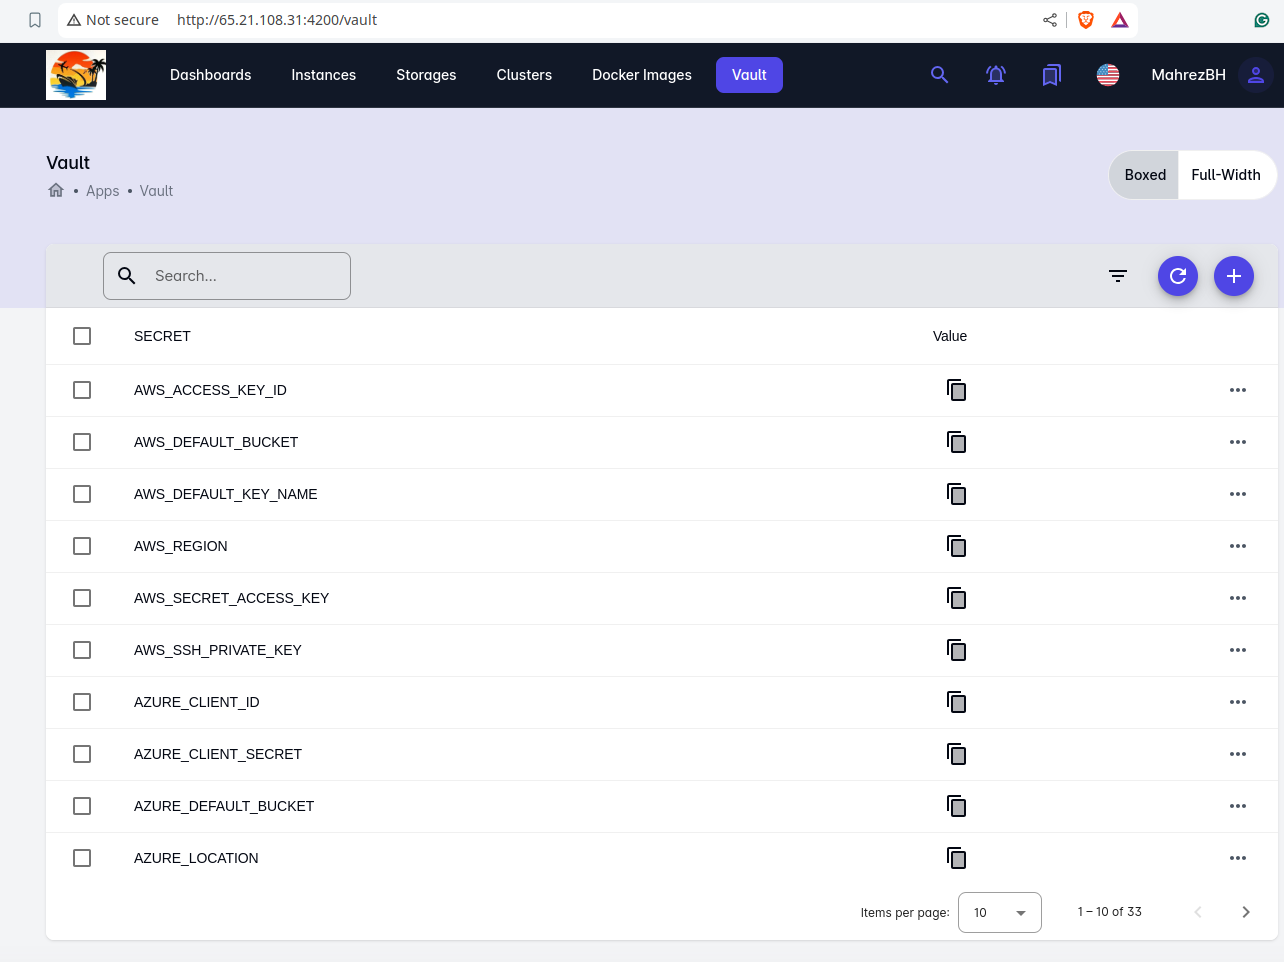 Not secure http://65.21.108.31:4200/vault
Dashboards Instances Storages Clusters Docker Images Vault MahrezBH
Vault
• Apps • Vault
Boxed Full-Width
Search...
SECRET Value
AWS_ACCESS_KEY_ID
AWS_DEFAULT_BUCKET
AWS_DEFAULT_KEY_NAME
AWS_REGION
AWS_SECRET_ACCESS_KEY
AWS_SSH_PRIVATE_KEY
AZURE_CLIENT_ID
AZURE_CLIENT_SECRET
AZURE_DEFAULT_BUCKET
AZURE_LOCATION
Items per page: 10 1 – 10 of 33